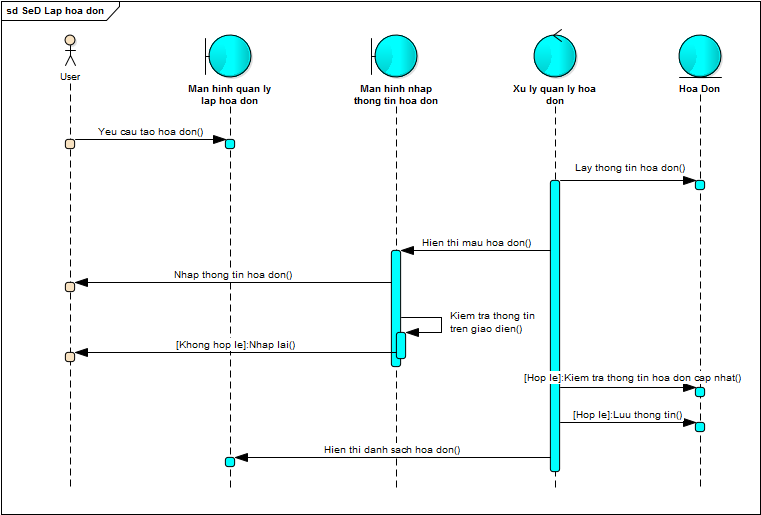 sd SeD Lap hoa don
User
Man hinh quan ly
lap hoa don
Man hinh nhap
thong tin hoa don
Xu ly quan ly hoa
don
Hoa Don
Yeu cau tao hoa don()
Lay thong tin hoa don()
Hien thi mau hoa don()
Nhap thong tin hoa don()
Kiem tra thong tin
tren giao dien()
[Khong hop le]:Nhap lai()
[Hop le]:Kiem tra thong tin hoa don cap nhat()
[Hop le]:Luu thong tin()
Hien thi danh sach hoa don()